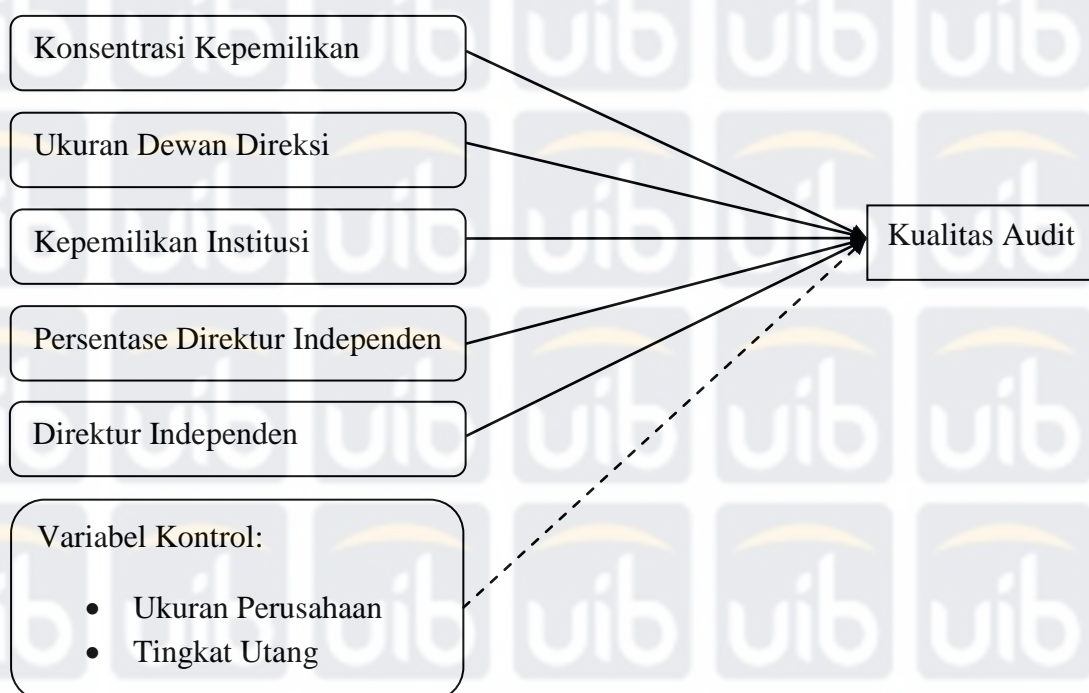 Konsentrasi Kepemilikan
Ukuran Dewan Direksi
Kepemilikan Institusi
Kualitas Audit
Persentase Direktur Independen
Direktur Independen
Variabel Kontrol:
• Ukuran Perusahaan
• Tingkat Utang
uib